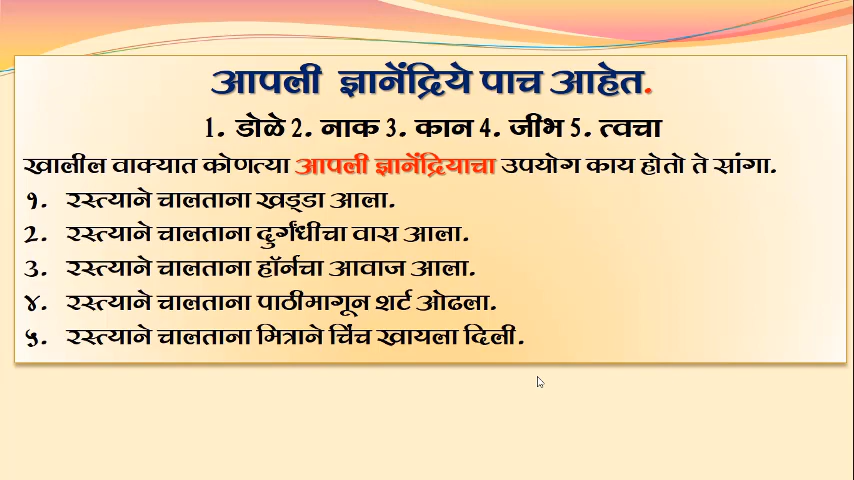 आपली ज्ञानेंद्रिये पाच आहेत.
1. डोळे 2. नाक 3. कान 4. जीभ 5. त्वचा
खालील वाक्यात कोणत्या आपली ज्ञानेंद्रियाचा उपयोग काय होतो ते सांगा.
१. रस्त्याने चालताना खड्डा आला.
2. रस्त्याने चालताना दुर्गंधीचा वास आला.
३. रस्त्याने चालताना हॉर्नचा आवाज आला.
४. रस्त्याने चालताना पाठीमागून शर्ट ओढला.
५. रस्त्याने चालताना मित्राने चिंच खायला दिली.